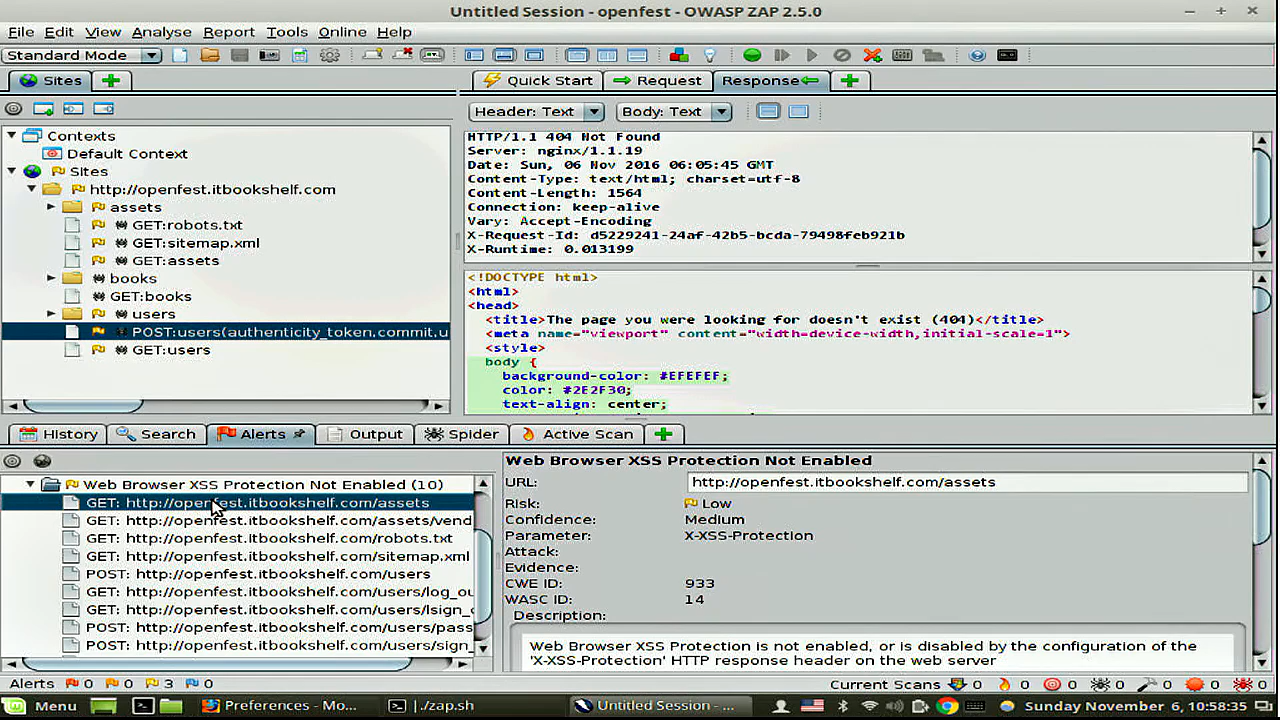 Untitled Session - openfest - OWASP ZAP 2.5.0
File Edit View Analyse Report Tools Online Help
Standard Mode
Sites
Quick Start Request Response
Header: Text Body: Text
Contexts
Default Context
Sites
http://openfest.itbookshelf.com
assets
GET:robots.txt
GET:sitemap.xml
GET:assets
books
GET:books
users
POST:users(authenticity_token,commit,u
GET:users
HTTP/1.1 404 Not Found
Server: nginx/1.1.19
Date: Sun, 06 Nov 2016 06:05:45 GMT
Content-Type: text/html; charset=utf-8
Content-Length: 1564
Connection: keep-alive
Vary: Accept-Encoding
X-Request-Id: d5229241-24af-42b5-bcda-79498feb921b
X-Runtime: 0.013199
<!DOCTYPE html>
<html>
<head>
<title>The page you were looking for doesn't exist (404)</title>
<meta name="viewport" content="width=device-width,initial-scale=1">
<style>
body {
background-color: #EFEFEF;
color: #2E2F30;
text-align: center;
History Search Alerts Output Spider Active Scan
Web Browser XSS Protection Not Enabled (10)
GET: http://openfest.itbookshelf.com/assets
GET: http://openfest.itbookshelf.com/assets/vend
GET: http://openfest.itbookshelf.com/robots.txt
GET: http://openfest.itbookshelf.com/sitemap.xml
POST: http://openfest.itbookshelf.com/users
GET: http://openfest.itbookshelf.com/users/log_ou
GET: http://openfest.itbookshelf.com/users/lsign_
POST: http://openfest.itbookshelf.com/users/pass
POST: http://openfest.itbookshelf.com/users/sign_
Web Browser XSS Protection Not Enabled
URL: http://openfest.itbookshelf.com/assets
Risk: Low
Confidence: Medium
Parameter: X-XSS-Protection
Attack:
Evidence:
CWE ID: 933
WASC ID: 14
Description:
Web Browser XSS Protection is not enabled, or is disabled by the configuration of the
'X-XSS-Protection' HTTP response header on the web server
Alerts 0 0 3 0 Current Scans 0 0 0 0 0 0 0
Menu Preferences - Mo... ./zap.sh Untitled Session - ... Sunday November 6, 10:58:35